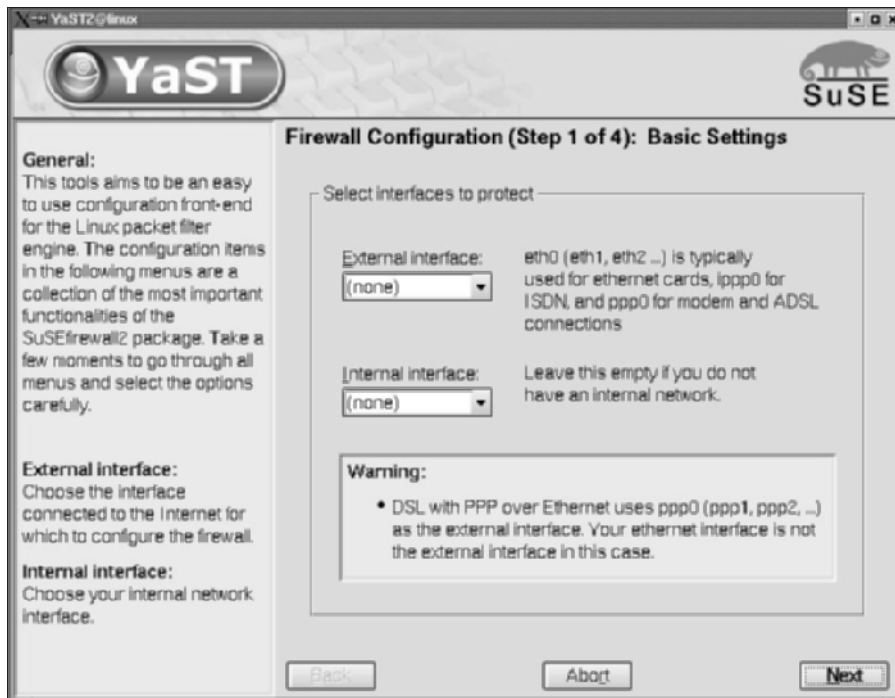 YaST2@linux
YaST
SuSE
General:
This tools aims to be an easy
to use configuration front-end
for the Linux packet filter
engine. The configuration items
in the following menus are a
collection of the most important
functionalities of the
SuSEfirewall2 package. Take a
few moments to go through all
menus and select the options
carefully.
External interface:
Choose the interface
connected to the Internet for
which to configure the firewall.
Internal interface:
Choose your internal network
interface.
Firewall Configuration (Step 1 of 4): Basic Settings
Select interfaces to protect
External interface:
(none)
eth0 (eth1, eth2 ...) is typically
used for ethernet cards, ippp0 for
ISDN, and ppp0 for modem and ADSL
connections
Internal interface:
(none)
Leave this empty if you do not
have an internal network.
Warning:
• DSL with PPP over Ethernet uses ppp0 (ppp1, ppp2, ...)
as the external interface. Your ethernet interface is not
the external interface in this case.
Back
Abort
Next